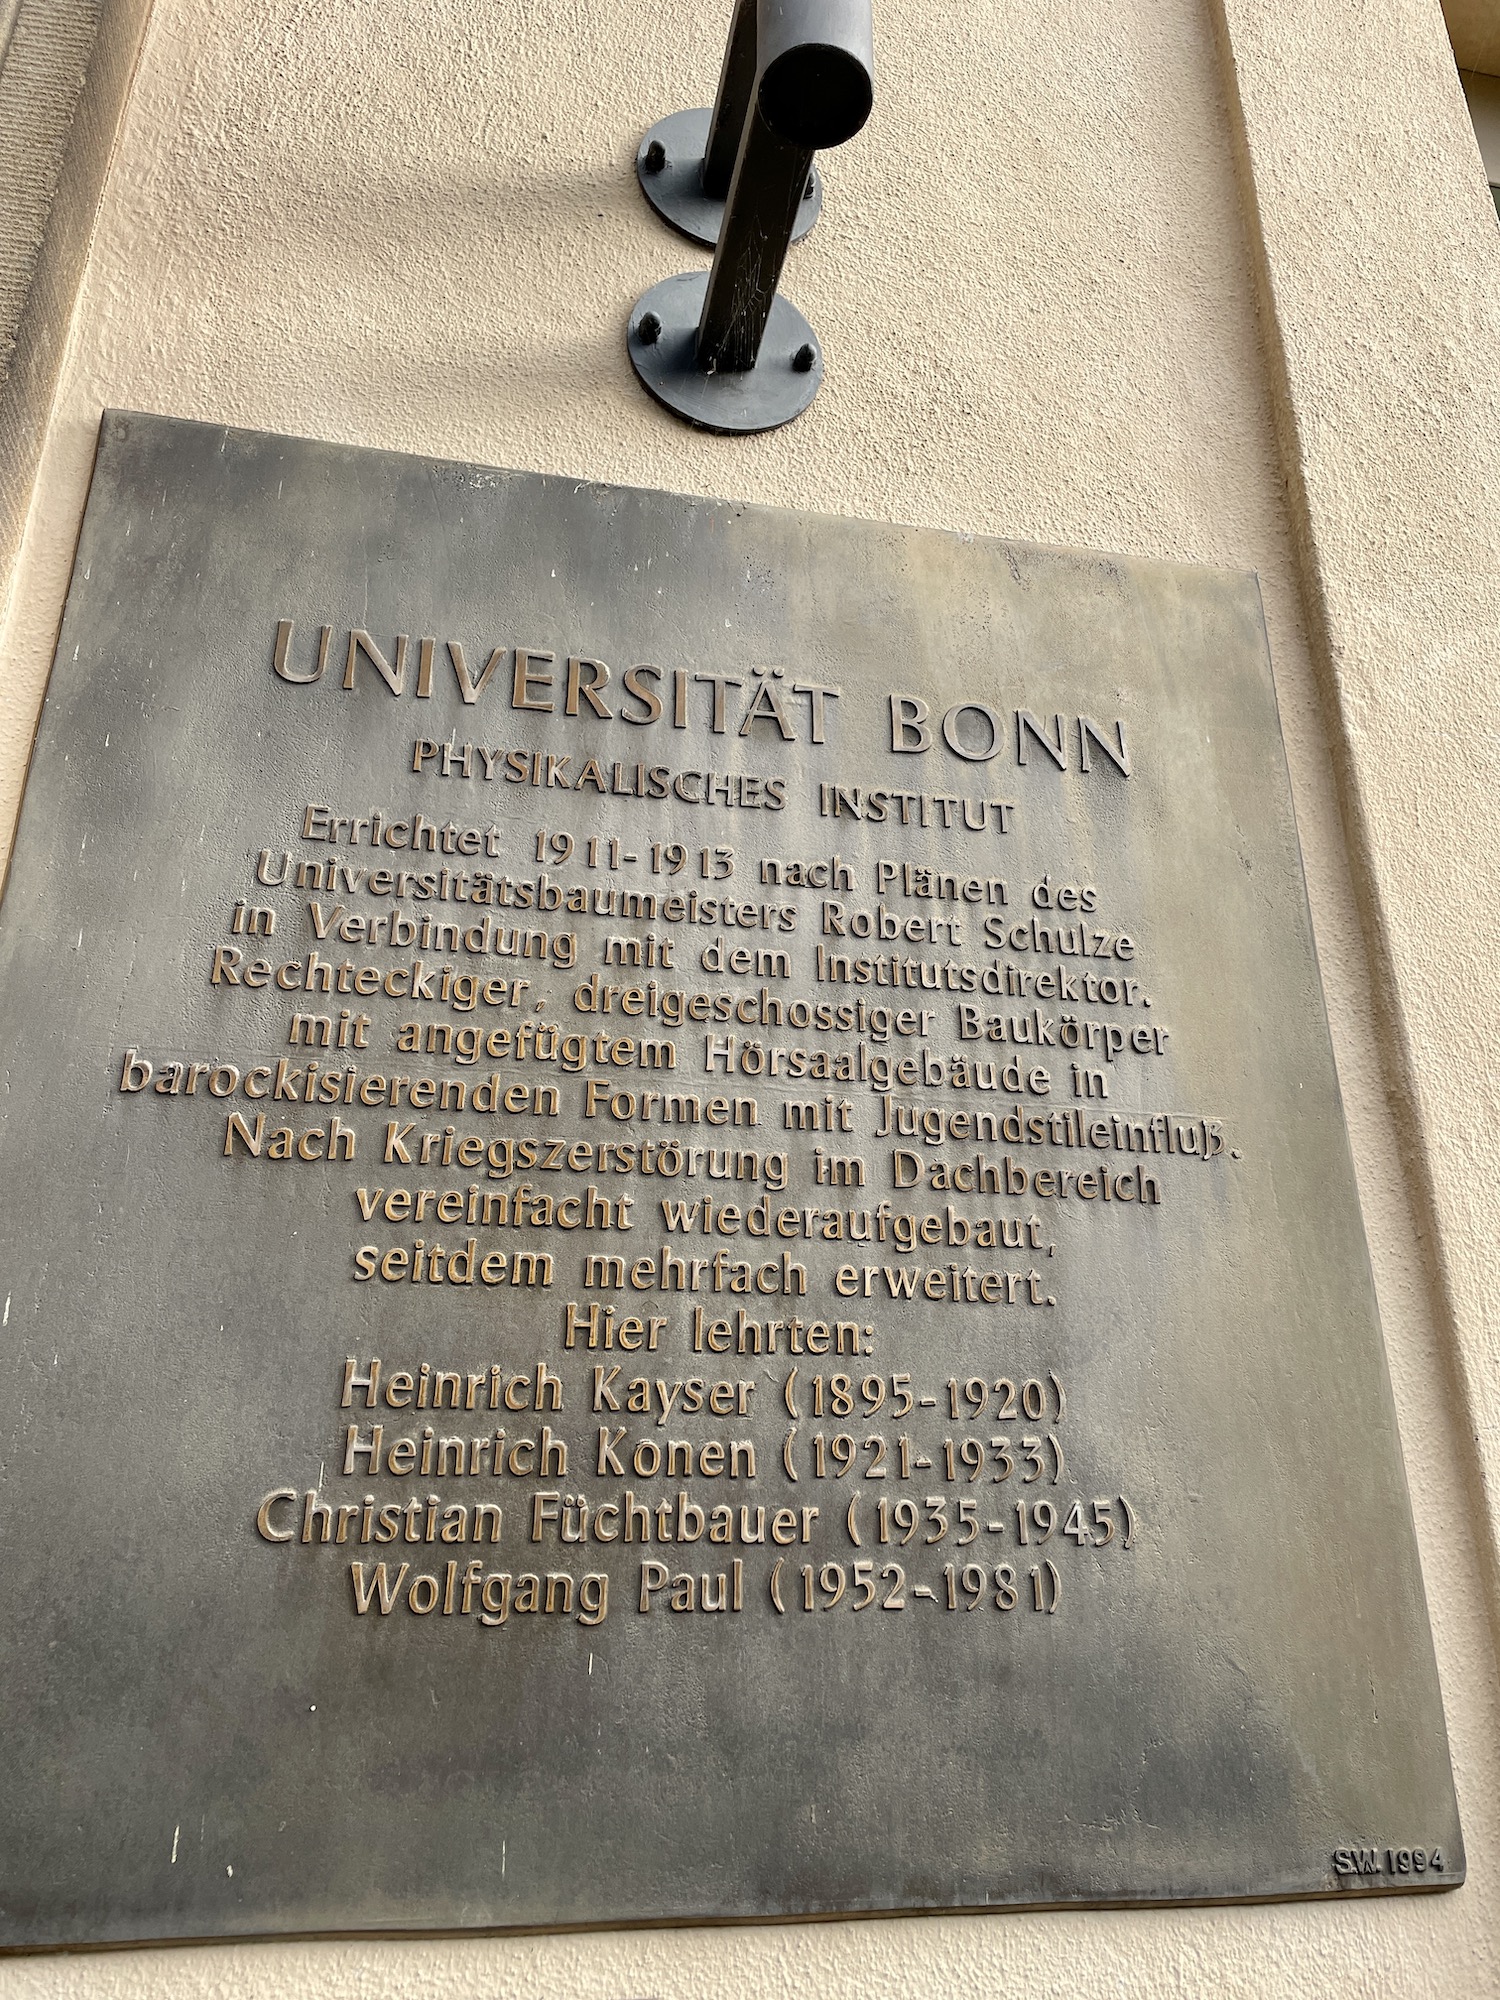 UNIVERSITÄT BONN
PHYSIKALISCHES INSTITUT
Errichtet 1911-1913 nach Plänen des
Universitätsbaumeisters Robert Schulze
in Verbindung mit dem Institutsdirektor.
Rechteckiger, dreigeschossiger Baukörper
mit angefügtem Hörsaalgebäude in
barockisierenden Formen mit Jugendstileinfluß.
Nach Kriegszerstörung im Dachbereich
vereinfacht wiederaufgebaut,
seitdem mehrfach erweitert.
Hier lehrten:
Heinrich Kayser (1895-1920)
Heinrich Konen (1921-1933)
Christian Füchtbauer (1935-1945)
Wolfgang Paul (1952-1981)
S.W. 1994